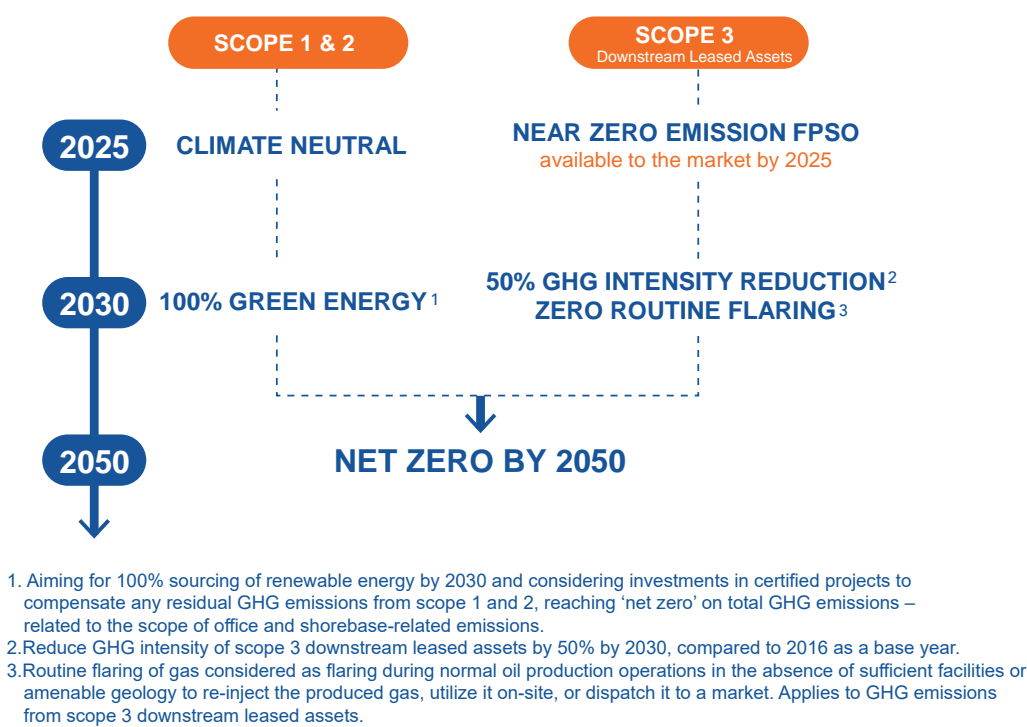 SCOPE 1 & 2
SCOPE 3
Downstream Leased Assets
2025
CLIMATE NEUTRAL
NEAR ZERO EMISSION FPSO
available to the market by 2025
2030
100% GREEN ENERGY 1
50% GHG INTENSITY REDUCTION 2
ZERO ROUTINE FLARING 3
2050
NET ZERO BY 2050
1. Aiming for 100% sourcing of renewable energy by 2030 and considering investments in certified projects to
compensate any residual GHG emissions from scope 1 and 2, reaching ‘net zero’ on total GHG emissions –
related to the scope of office and shorebase-related emissions.
2.Reduce GHG intensity of scope 3 downstream leased assets by 50% by 2030, compared to 2016 as a base year.
3.Routine flaring of gas considered as flaring during normal oil production operations in the absence of sufficient facilities or
amenable geology to re-inject the produced gas, utilize it on-site, or dispatch it to a market. Applies to GHG emissions
from scope 3 downstream leased assets.